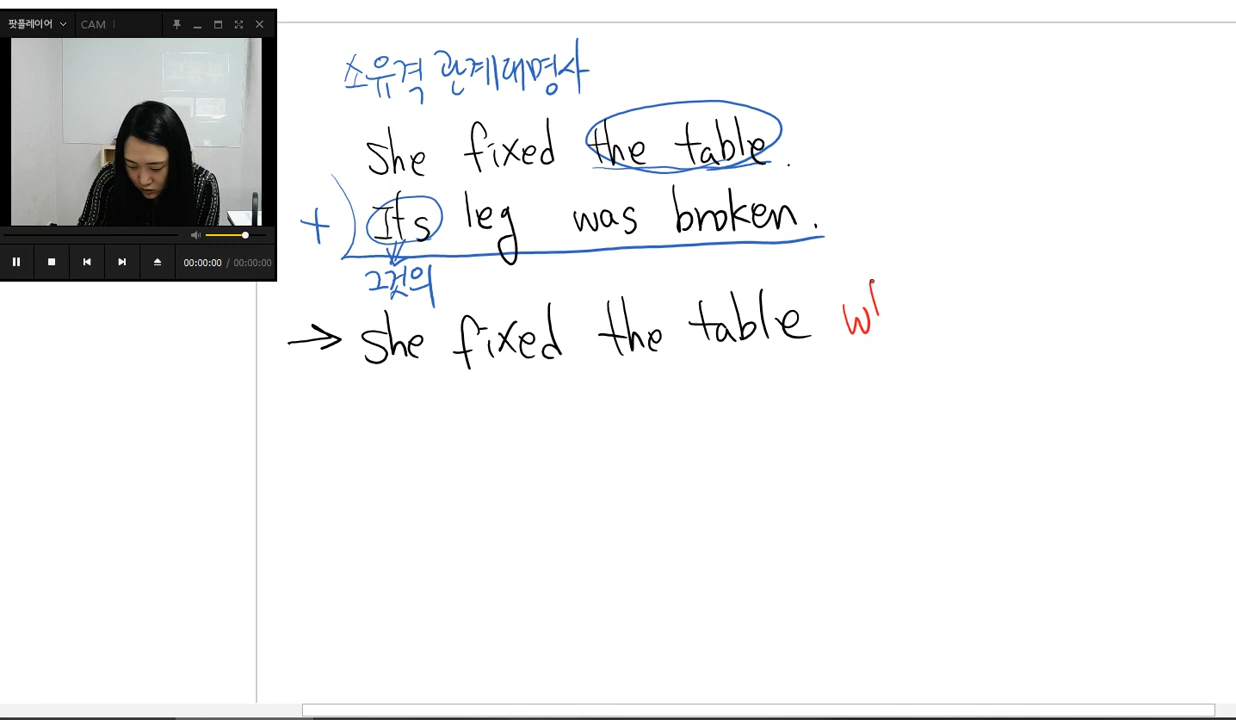 팟플레이어 CAM
00:00:00 / 00:00:00
소유격 관계대명사
She fixed the table.
+ Its leg was broken.
그것의
→ She fixed the table